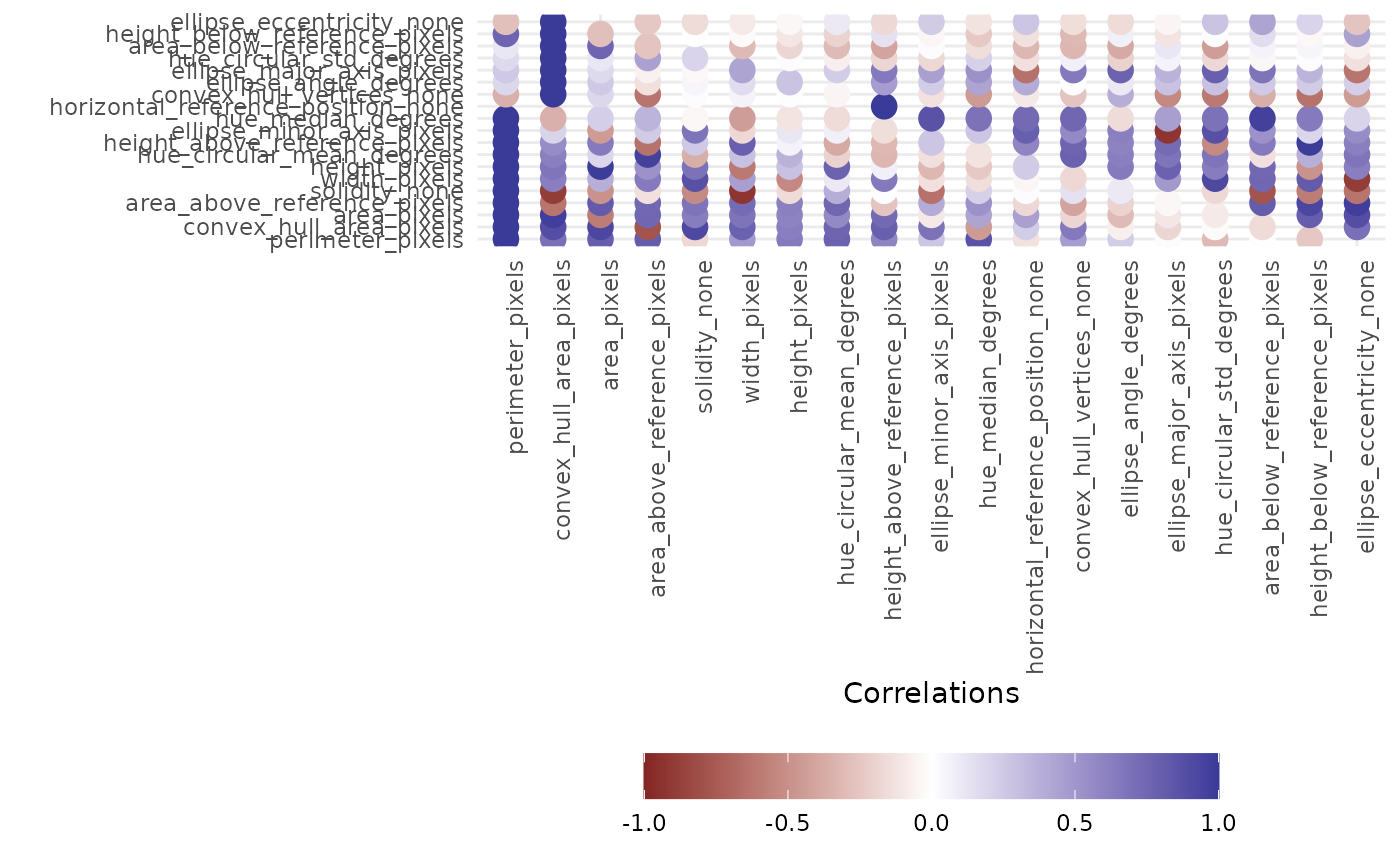 ellipse_eccentricity_none
height_below_reference_pixels
area_below_reference_pixels
hue_circular_std_degrees
ellipse_major_axis_pixels
ellipse_angle_degrees
convex_hull_vertices_none
horizontal_reference_position_none
hue_median_degrees
ellipse_minor_axis_pixels
height_above_reference_pixels
hue_circular_mean_degrees
height_pixels
width_pixels
solidity_none
area_above_reference_pixels
area_pixels
convex_hull_area_pixels
perimeter_pixels
perimeter_pixels
convex_hull_area_pixels
area_pixels
area_above_reference_pixels
solidity_none
width_pixels
height_pixels
hue_circular_mean_degrees
height_above_reference_pixels
ellipse_minor_axis_pixels
hue_median_degrees
horizontal_reference_position_none
convex_hull_vertices_none
ellipse_angle_degrees
ellipse_major_axis_pixels
hue_circular_std_degrees
area_below_reference_pixels
height_below_reference_pixels
ellipse_eccentricity_none
Correlations
-1.0 -0.5 0.0 0.5 1.0